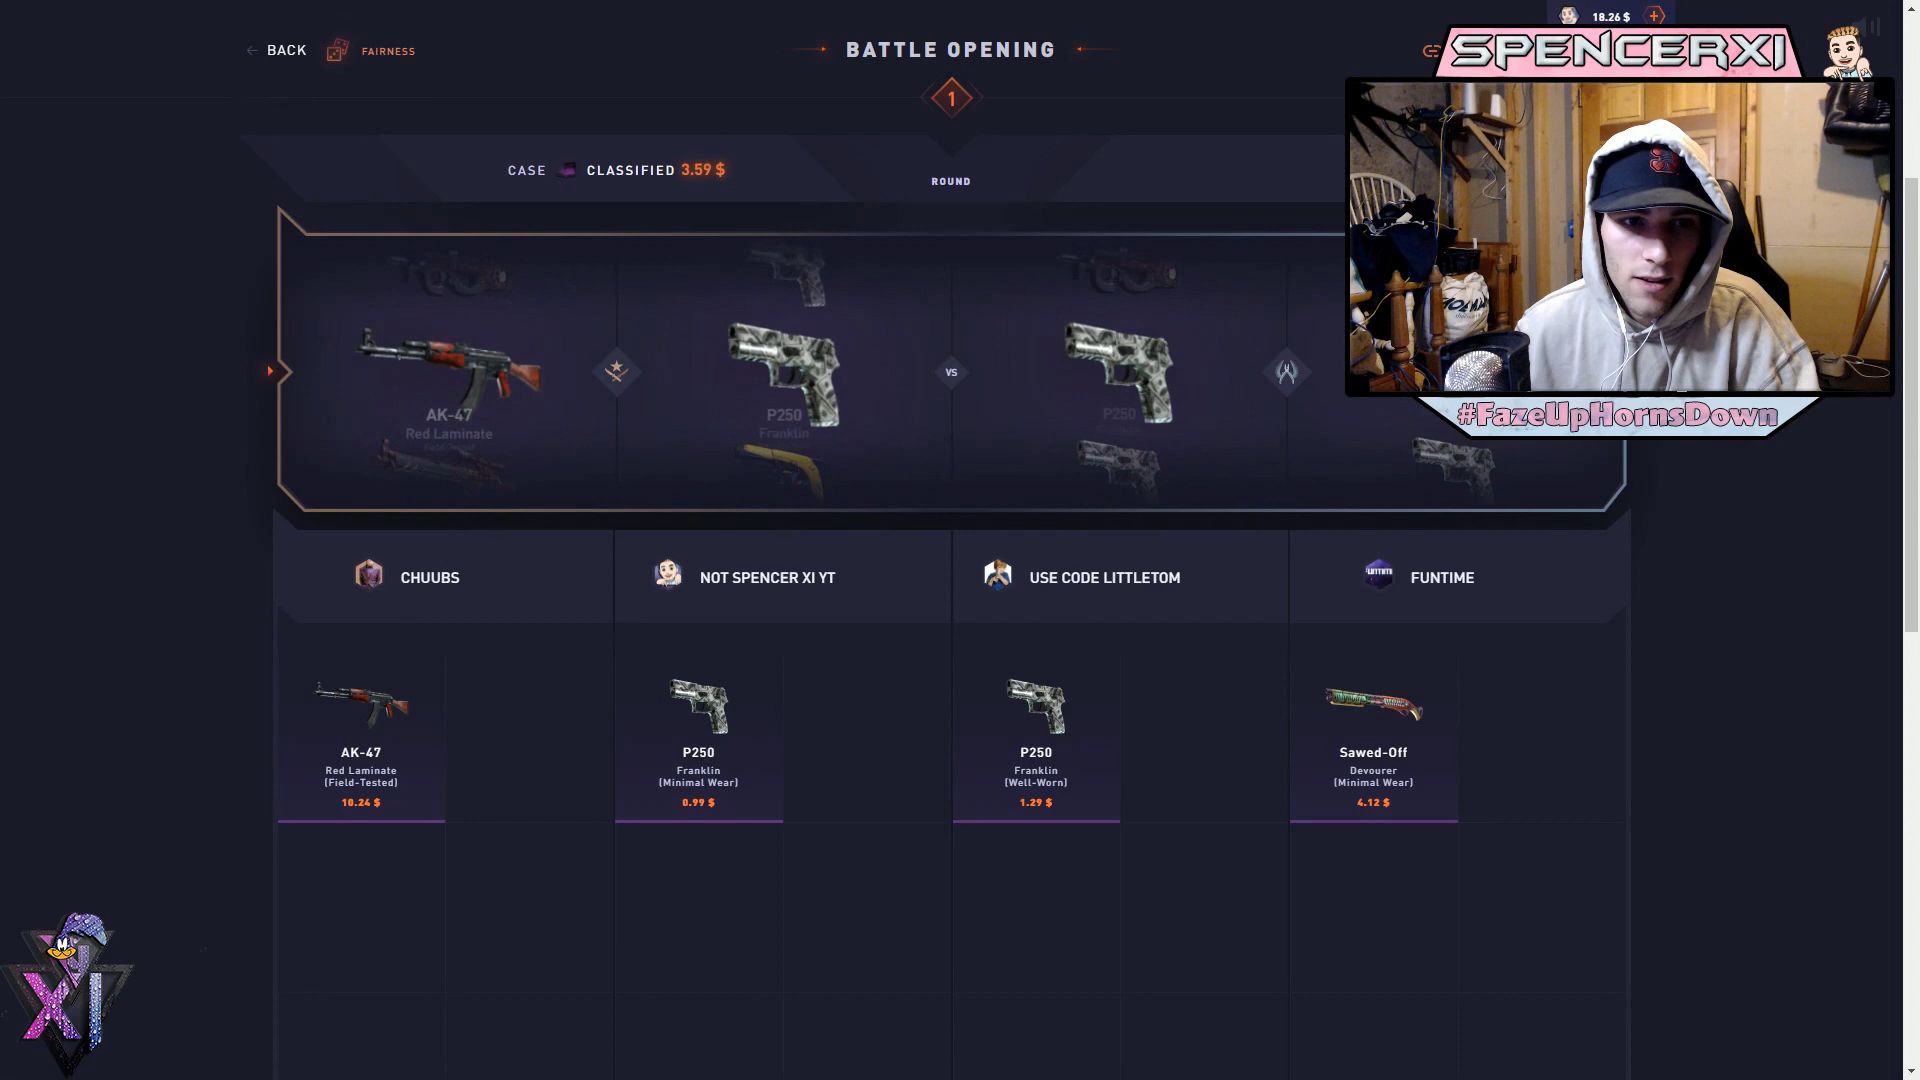 18.26 $
BACK
FAIRNESS
BATTLE OPENING
SPENCERXI
1
CASE
CLASSIFIED 3.59 $
ROUND
AK-47
Red Laminate
Field-Tested
P250
Franklin
VS
P250
#FazeUpHornsDown
CHUUBS
NOT SPENCER XI YT
USE CODE LITTLETOM
FUNTIME
AK-47
Red Laminate
(Field-Tested)
10.24 $
P250
Franklin
(Minimal Wear)
0.99 $
P250
Franklin
(Well-Worn)
1.29 $
Sawed-Off
Devourer
(Minimal Wear)
4.12 $
XI